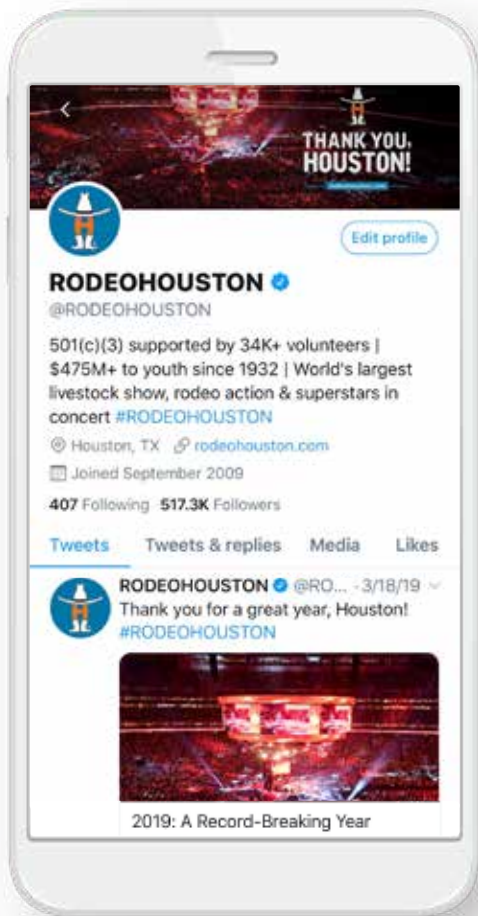 THANK YOU,
HOUSTON!
Edit profile
RODEOHOUSTON
@RODEOHOUSTON
501(c)(3) supported by 34K+ volunteers |
$475M+ to youth since 1932 | World's largest
livestock show, rodeo action & superstars in
concert #RODEOHOUSTON
Houston, TX rodeohouston.com
Joined September 2009
407 Following 517.3K Followers
Tweets Tweets & replies Media Likes
RODEOHOUSTON @RO... · 3/18/19
Thank you for a great year, Houston!
#RODEOHOUSTON
2019: A Record-Breaking Year